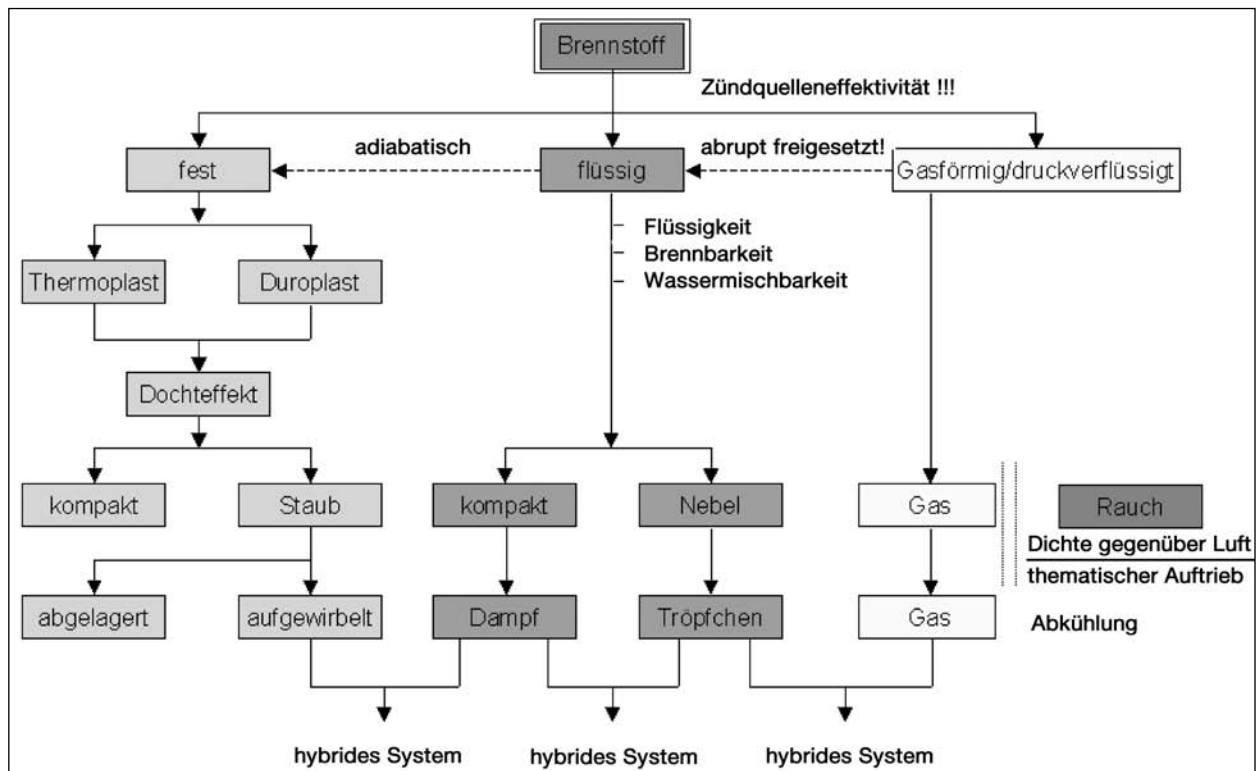 Brennstoff
Zündquelleneffektivität !!!
adiabatisch
abrupt freigesetzt!
fest
flüssig
Gasförmig/druckverflüssigt
Flüssigkeit
Brennbarkeit
Wassermischbarkeit
Thermoplast
Duroplast
Dochteffekt
kompakt
Staub
kompakt
Nebel
Gas
Rauch
Dichte gegenüber Luft
thematischer Auftrieb
abgelagert
aufgewirbelt
Dampf
Tröpfchen
Gas
Abkühlung
hybrides System
hybrides System
hybrides System